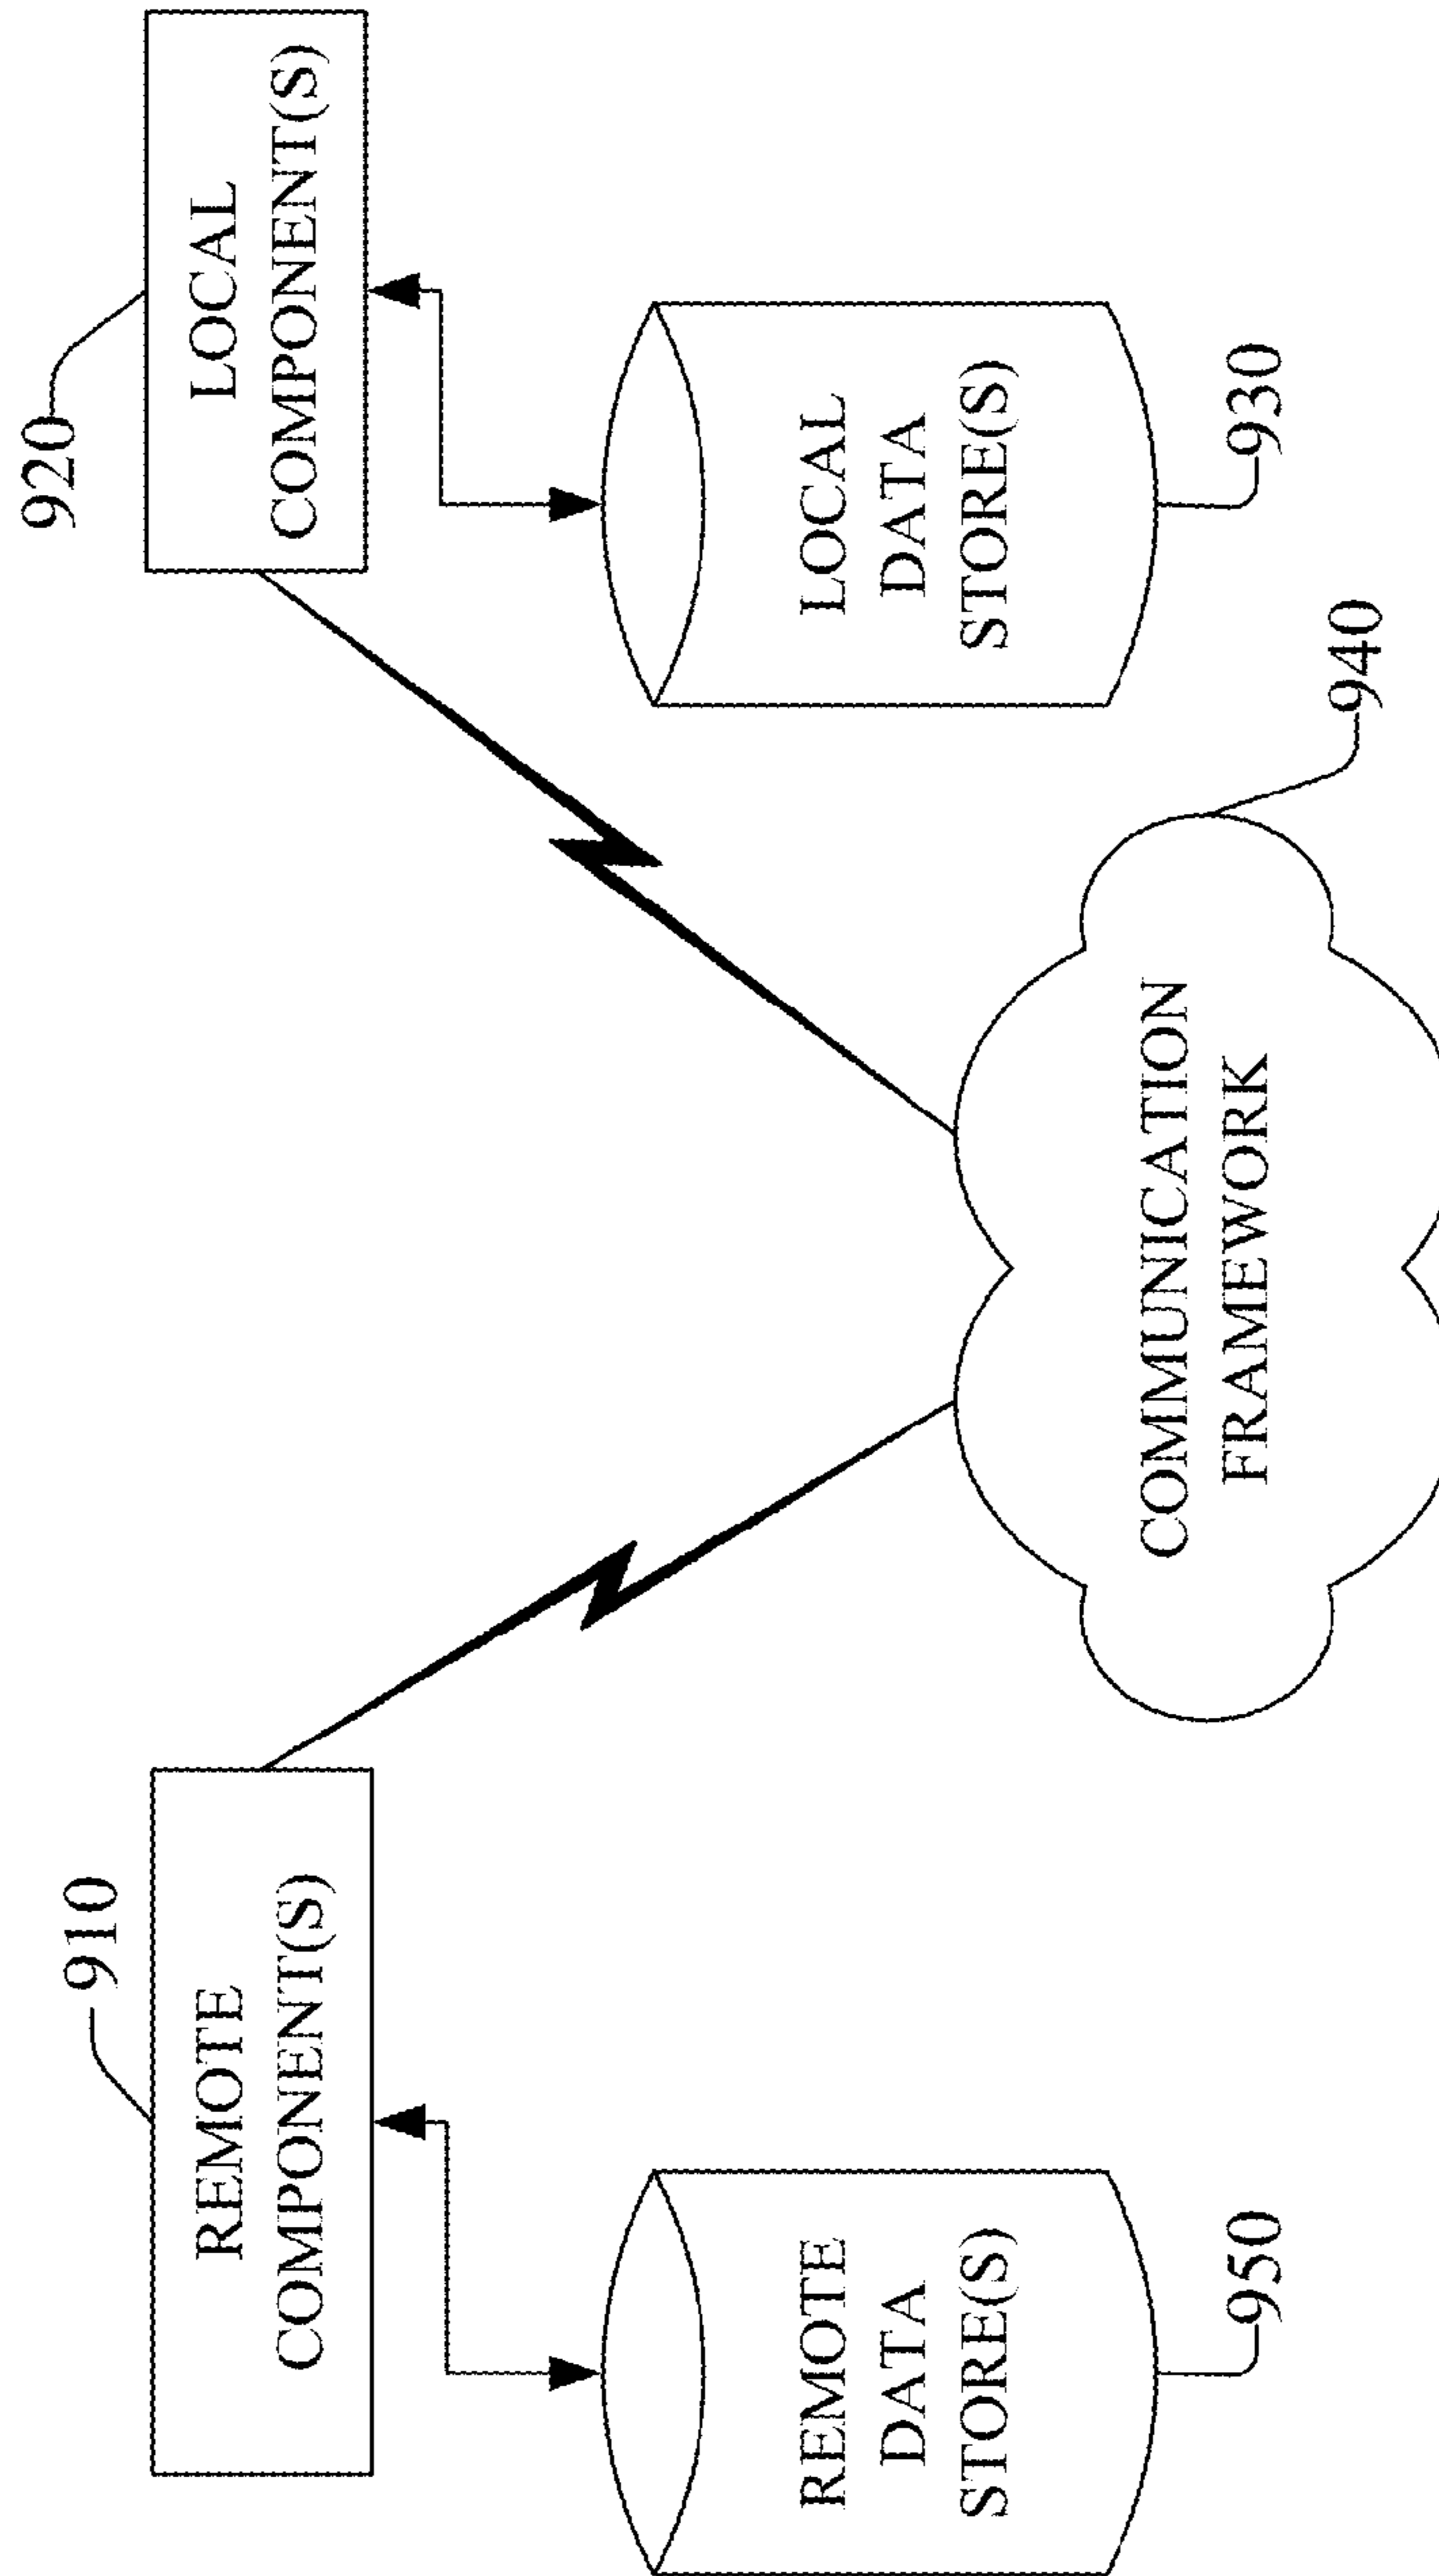 910
REMOTE
COMPONENT(S)
920
LOCAL
COMPONENT(S)
REMOTE
DATA
STORE(S)
950
LOCAL
DATA
STORE(S)
930
COMMUNICATION
FRAMEWORK
940